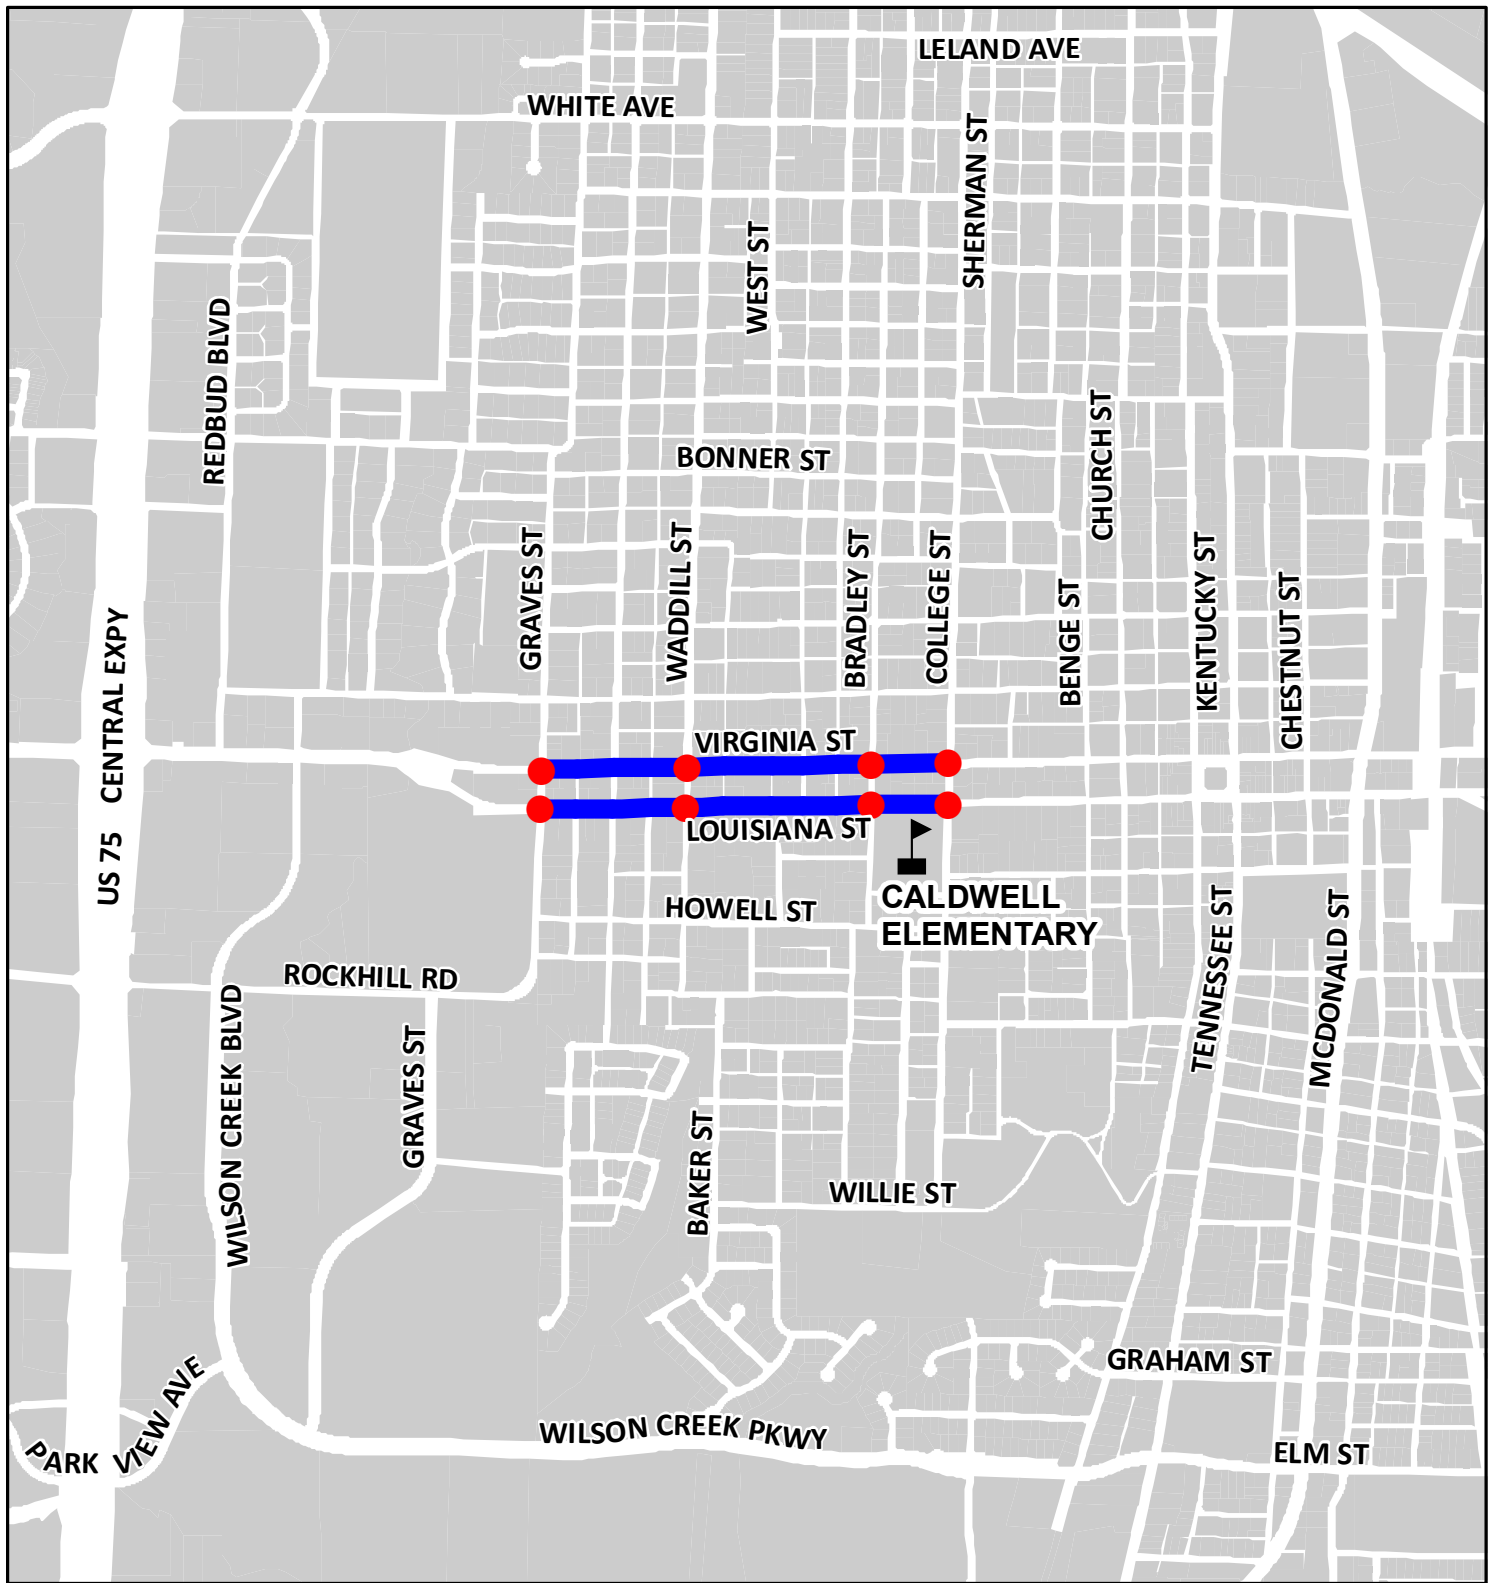 LELAND AVE
WHITE AVE
SHERMAN ST
WEST ST
REDBUD BLVD
CHURCH ST
BONNER ST
GRAVES ST
WADDILL ST
BRADLEY ST
COLLEGE ST
BENGE ST
KENTUCKY ST
CHESTNUT ST
US 75 CENTRAL EXPY
VIRGINIA ST
LOUISIANA ST
CALDWELL
ELEMENTARY
HOWELL ST
TENNESSEE ST
MCDONALD ST
ROCKHILL RD
WILSON CREEK BLVD
GRAVES ST
BAKER ST
WILLIE ST
GRAHAM ST
PARK VIEW AVE
WILSON CREEK PKWY
ELM ST